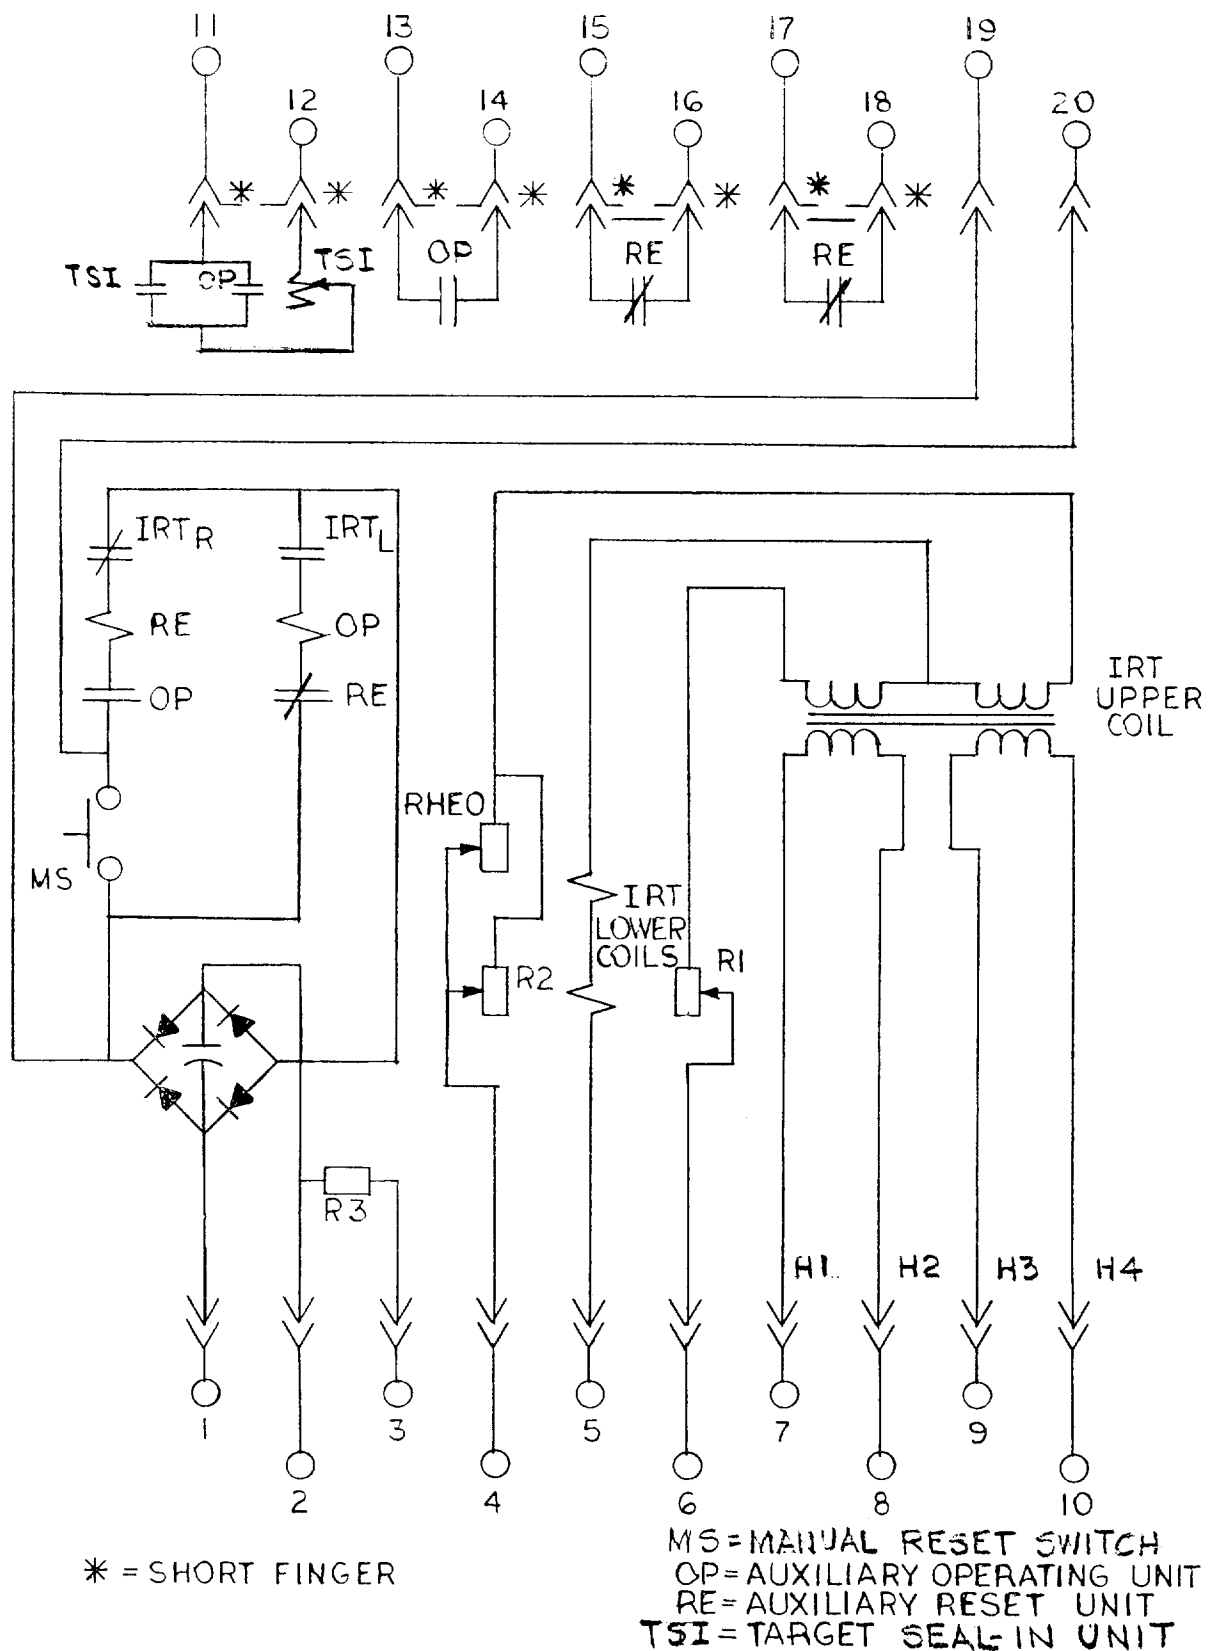 11 13 15 17 19
12 14 16 18 20
* * * * * * * *
TSI OP TSI OP RE RE
IRT R IRT L
RE OP
OP RE
IRT
UPPER
COIL
RHEO
MS
IRT
LOWER
COILS
R2 R1
R3
H1 H2 H3 H4
1 3 5 7 9
2 4 6 8 10
* = SHORT FINGER
MS = MANUAL RESET SWITCH
OP = AUXILIARY OPERATING UNIT
RE = AUXILIARY RESET UNIT
TSI = TARGET SEAL-IN UNIT